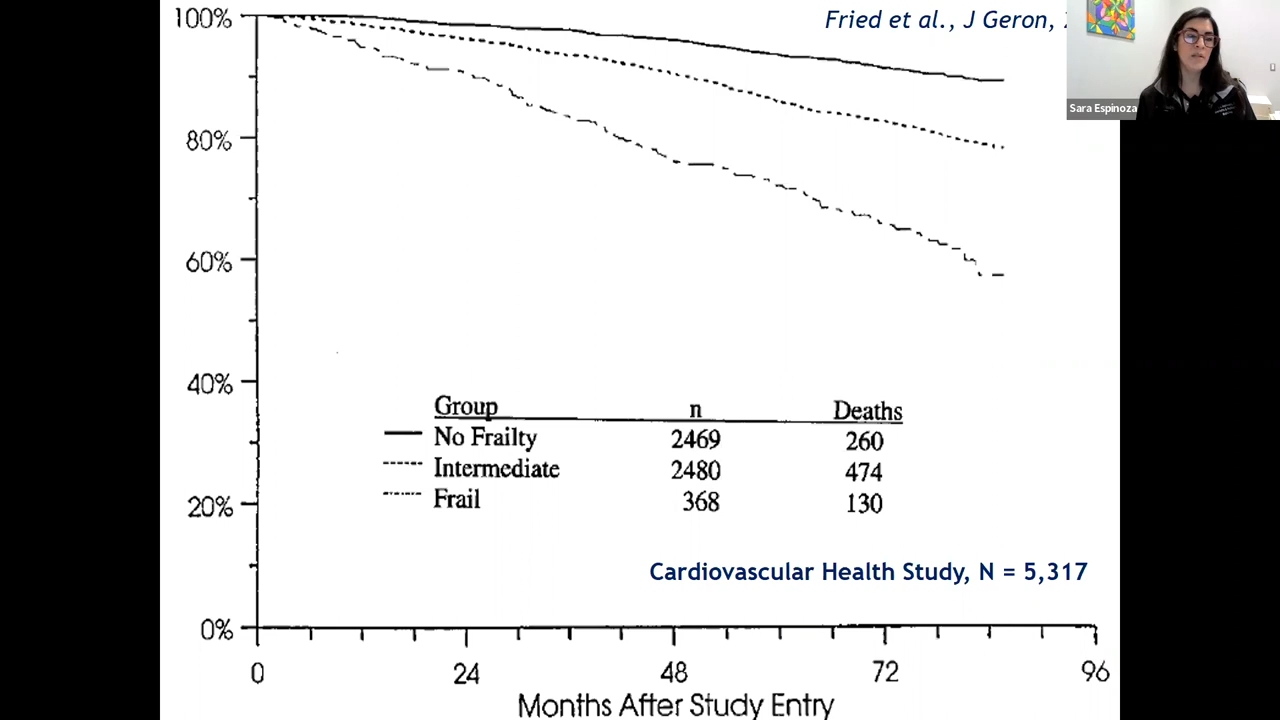 Fried et al., J Geron,
Sara Espinoza
100%
80%
60%
40%
20%
0%
Group n Deaths
No Frailty 2469 260
Intermediate 2480 474
Frail 368 130
Cardiovascular Health Study, N = 5,317
0 24 48 72 96
Months After Study Entry